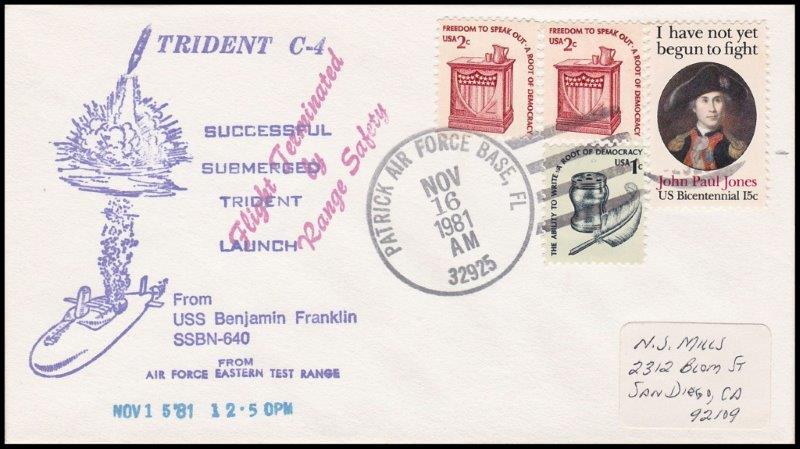 TRIDENT C-4
SUCCESSFUL
SUBMERGED
TRIDENT
LAUNCH
Flight Terminated
By
Range Safety
From
USS Benjamin Franklin
SSBN-640
FROM
AIR FORCE EASTERN TEST RANGE
NOV 1 5 '81 12·50PM
PATRICK AIR FORCE BASE, FL
NOV
16
1981
AM
32925
FREEDOM TO SPEAK OUT · A ROOT OF DEMOCRACY
USA 2c
FREEDOM TO SPEAK OUT · A ROOT OF DEMOCRACY
USA 2c
THE ABILITY TO WRITE · A ROOT OF DEMOCRACY
USA 1c
I have not yet
begun to fight
John Paul Jones
US Bicentennial 15c
N.S. MILLS
2312 BLOM ST
SAN DIEGO, CA
92109